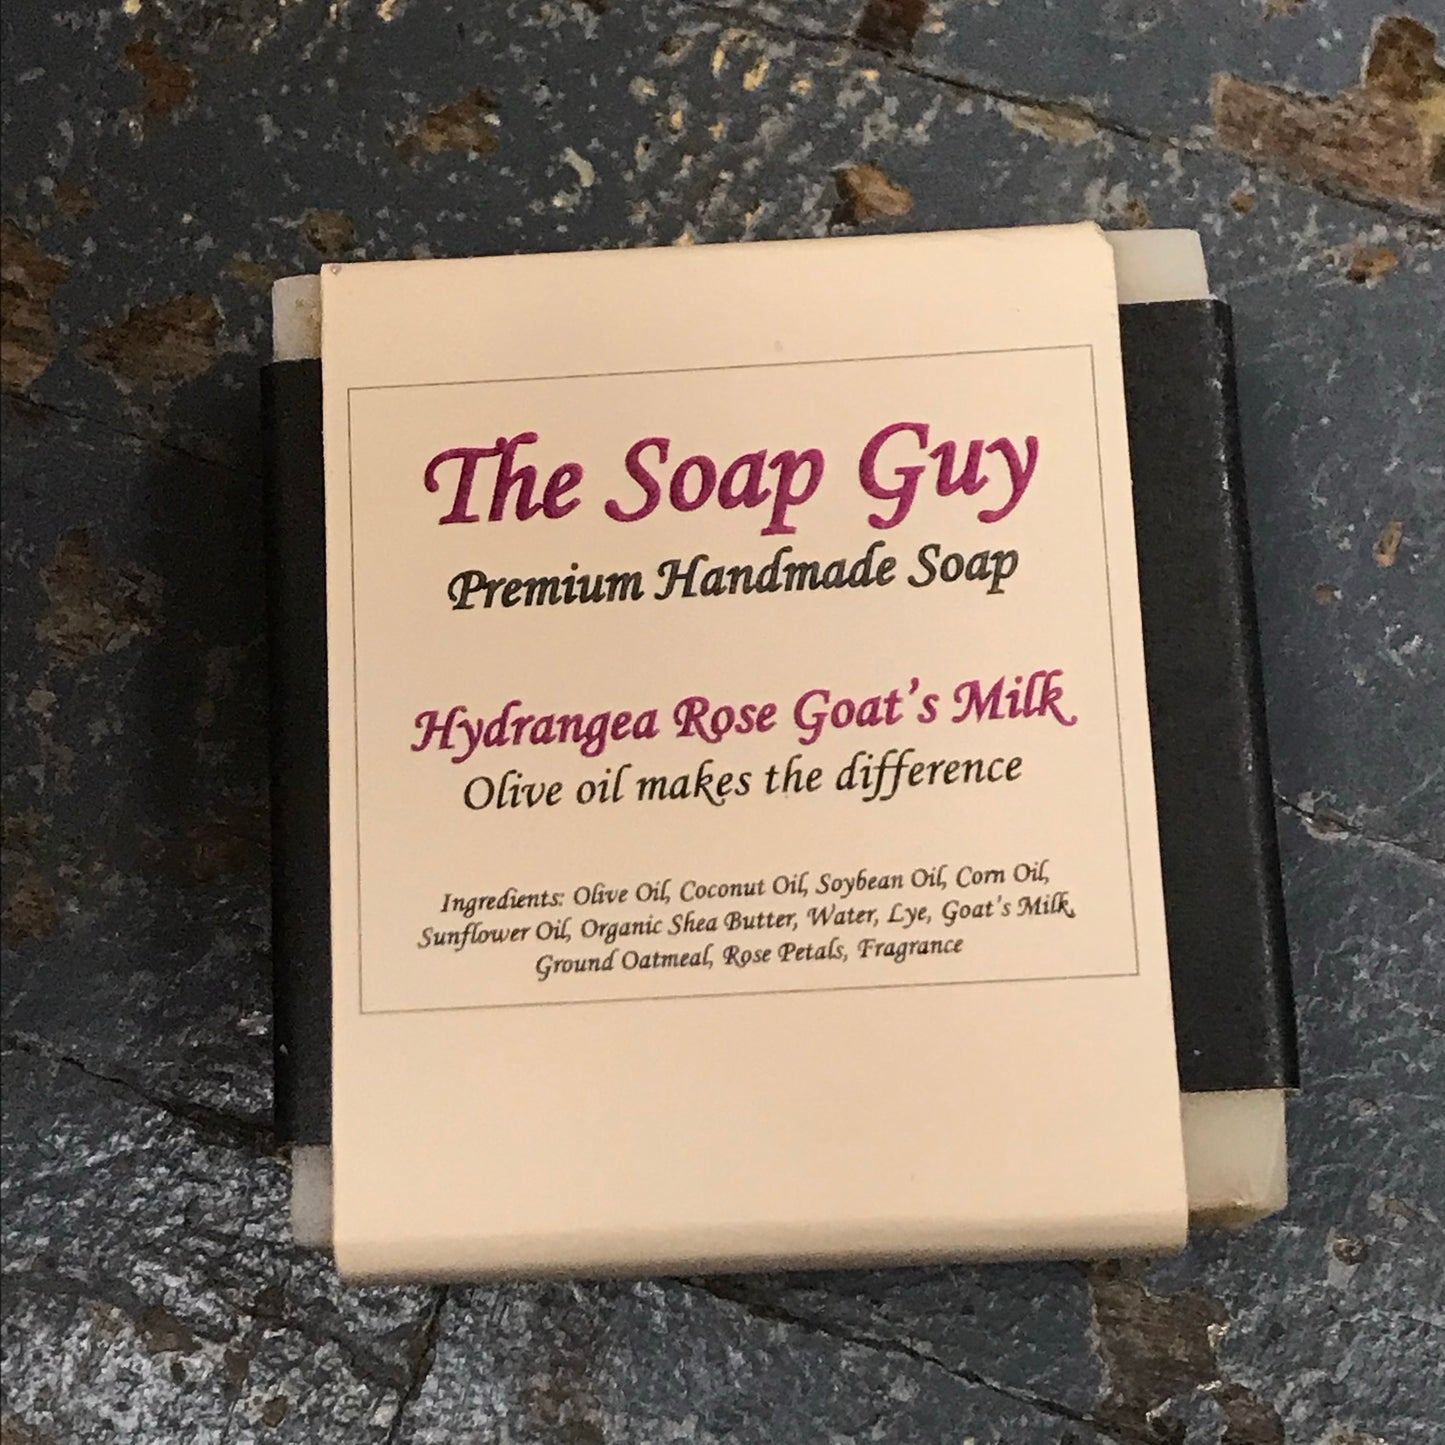 The Soap Guy
Premium Handmade Soap
Hydrangea Rose Goat's Milk
Olive oil makes the difference
Ingredients: Olive Oil, Coconut Oil, Soybean Oil, Corn Oil,
Sunflower Oil, Organic Shea Butter, Water, Lye, Goat's Milk,
Ground Oatmeal, Rose Petals, Fragrance